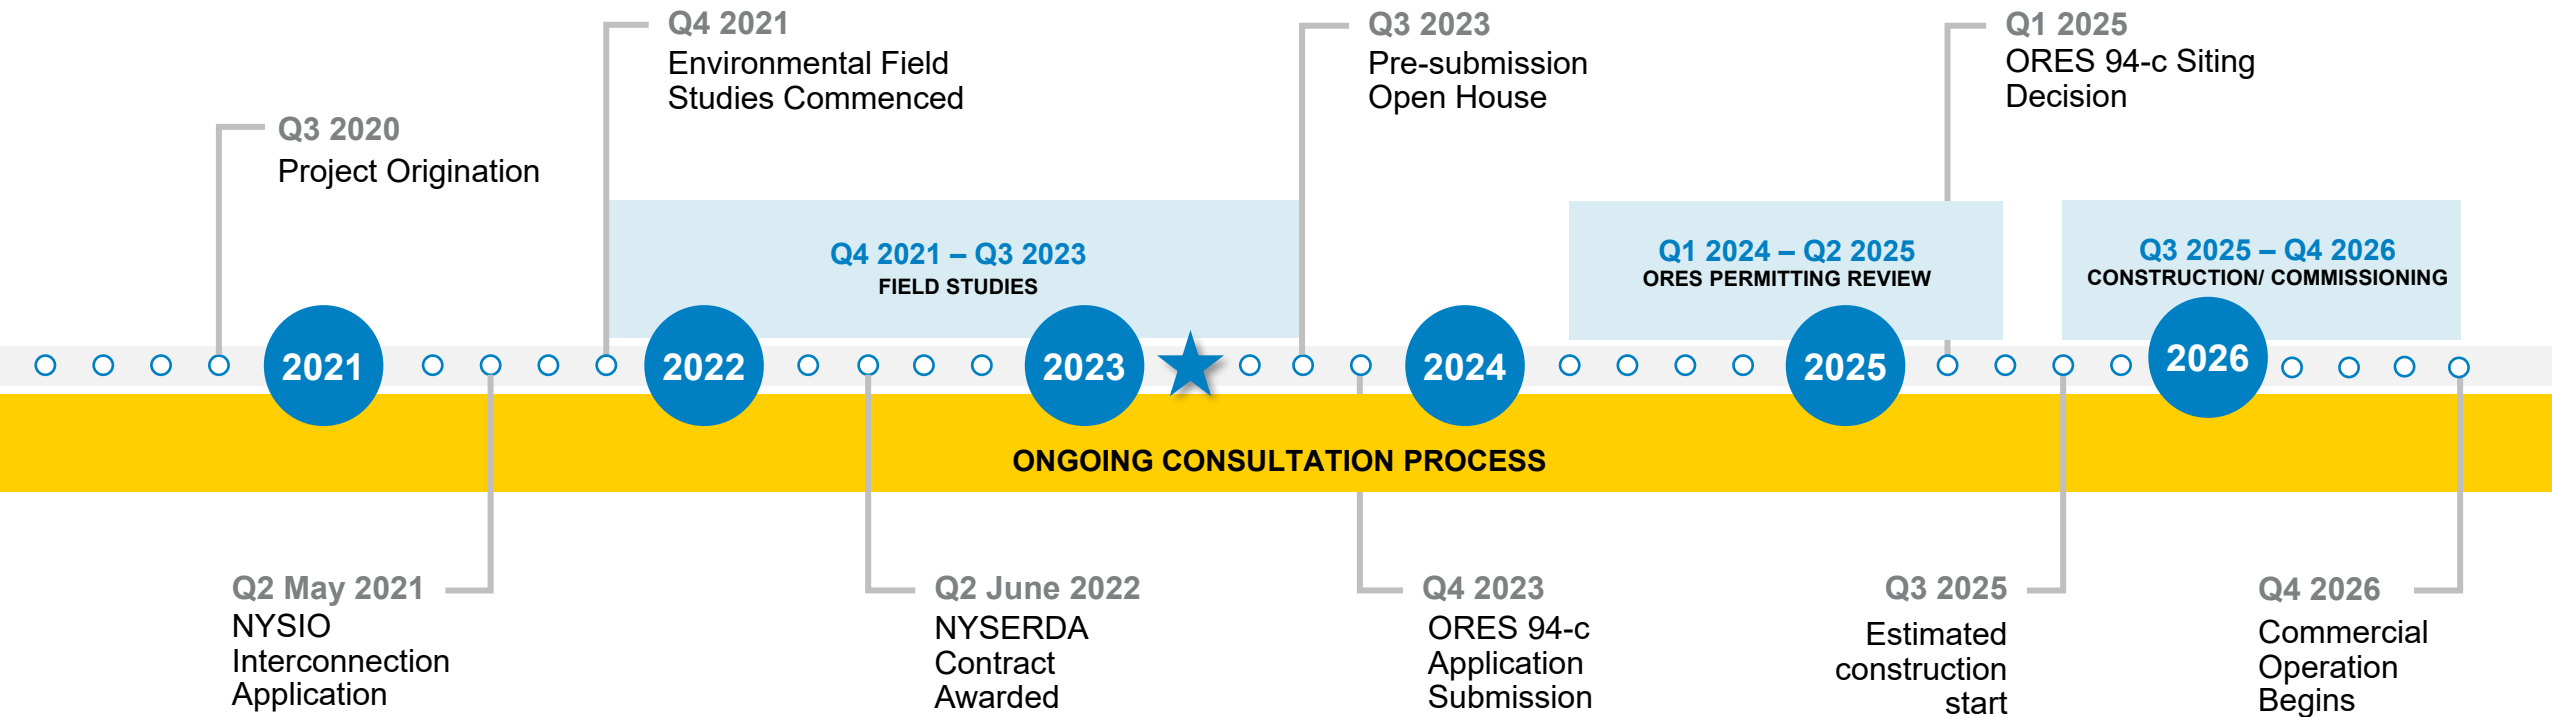 Q4 2021
Environmental Field
Studies Commenced
Q3 2023
Pre-submission
Open House
Q1 2025
ORES 94-c Siting
Decision
Q3 2020
Project Origination
Q4 2021 – Q3 2023
FIELD STUDIES
Q1 2024 – Q2 2025
ORES PERMITTING REVIEW
Q3 2025 – Q4 2026
CONSTRUCTION/ COMMISSIONING
2021
2022
2023
2024
2025
2026
ONGOING CONSULTATION PROCESS
Q2 May 2021
NYSIO
Interconnection
Application
Q2 June 2022
NYSERDA
Contract
Awarded
Q4 2023
ORES 94-c
Application
Submission
Q3 2025
Estimated
construction
start
Q4 2026
Commercial
Operation
Begins